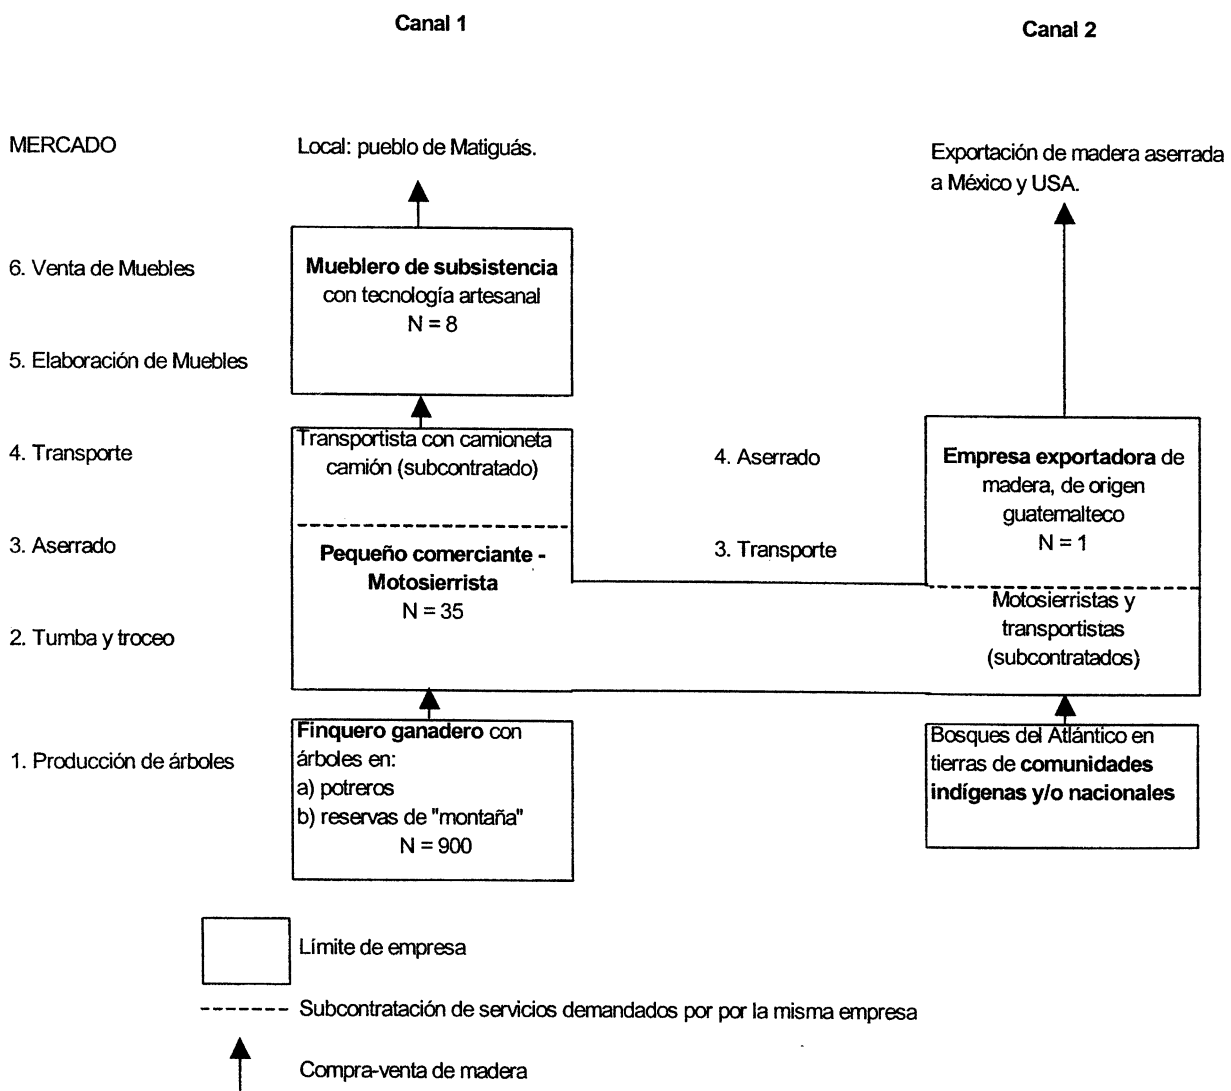 Canal 1
Canal 2
MERCADO
Local: pueblo de Matiguás.
Exportación de madera aserrada
a México y USA.
6. Venta de Muebles
Mueblero de subsistencia
con tecnología artesanal
N = 8
5. Elaboración de Muebles
4. Transporte
Transportista con camioneta
camión (subcontratado)
4. Aserrado
Empresa exportadora de
madera, de origen
guatemalteco
N = 1
3. Aserrado
Pequeño comerciante -
Motosierrista
N = 35
3. Transporte
Motosierristas y
transportistas
(subcontratados)
2. Tumba y troceo
1. Producción de árboles
Finquero ganadero con
árboles en:
a) potreros
b) reservas de "montaña"
N = 900
Bosques del Atlántico en
tierras de comunidades
indígenas y/o nacionales
Límite de empresa
Subcontratación de servicios demandados por por la misma empresa
Compra-venta de madera